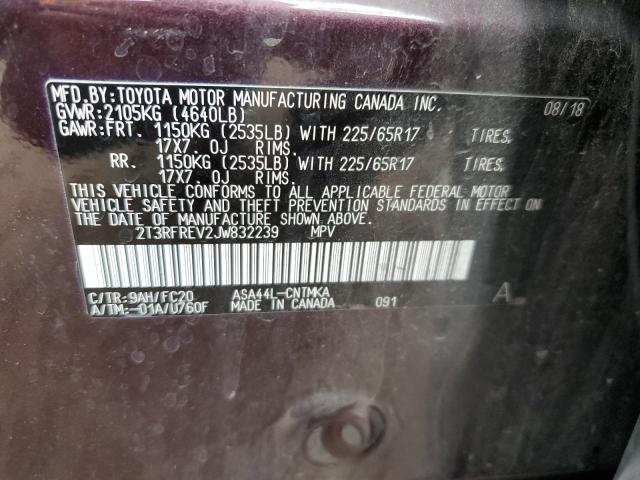 MFD.BY:TOYOTA MOTOR MANUFACTURING CANADA INC. 08/18
GVWR:2105KG (4640LB)
GAWR:FRT. 1150KG (2535LB) WITH 225/65R17 TIRES,
17X7.0J RIMS.
RR. 1150KG (2535LB) WITH 225/65R17 TIRES,
17X7.0J RIMS.
THIS VEHICLE CONFORMS TO ALL APPLICABLE FEDERAL MOTOR
VEHICLE SAFETY AND THEFT PREVENTION STANDARDS IN EFFECT ON
THE DATE OF MANUFACTURE SHOWN ABOVE.
2T3RFREV2JW832239 MPV
C/TR:9AH/FC20 ASA44L-CNTMKA 091 A
A/TM:-01A/U760F MADE IN CANADA